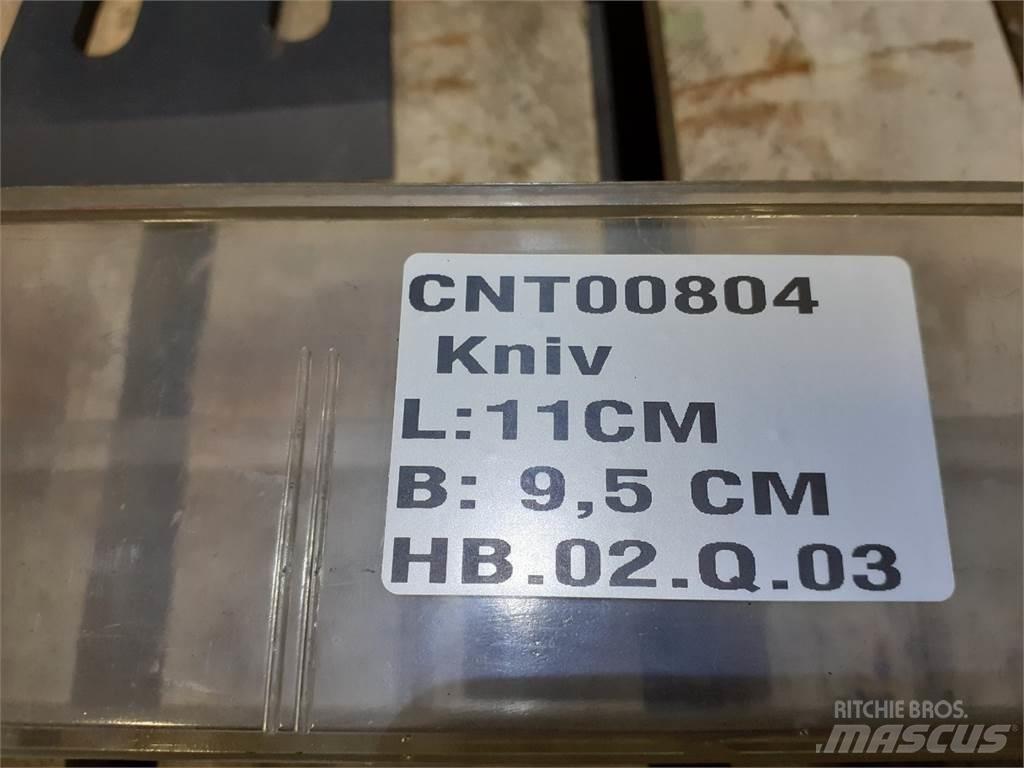 CNT00804
Kniv
L:11CM
B: 9,5 CM
HB.02.Q.03
RITCHIE BROS.
MASCUS